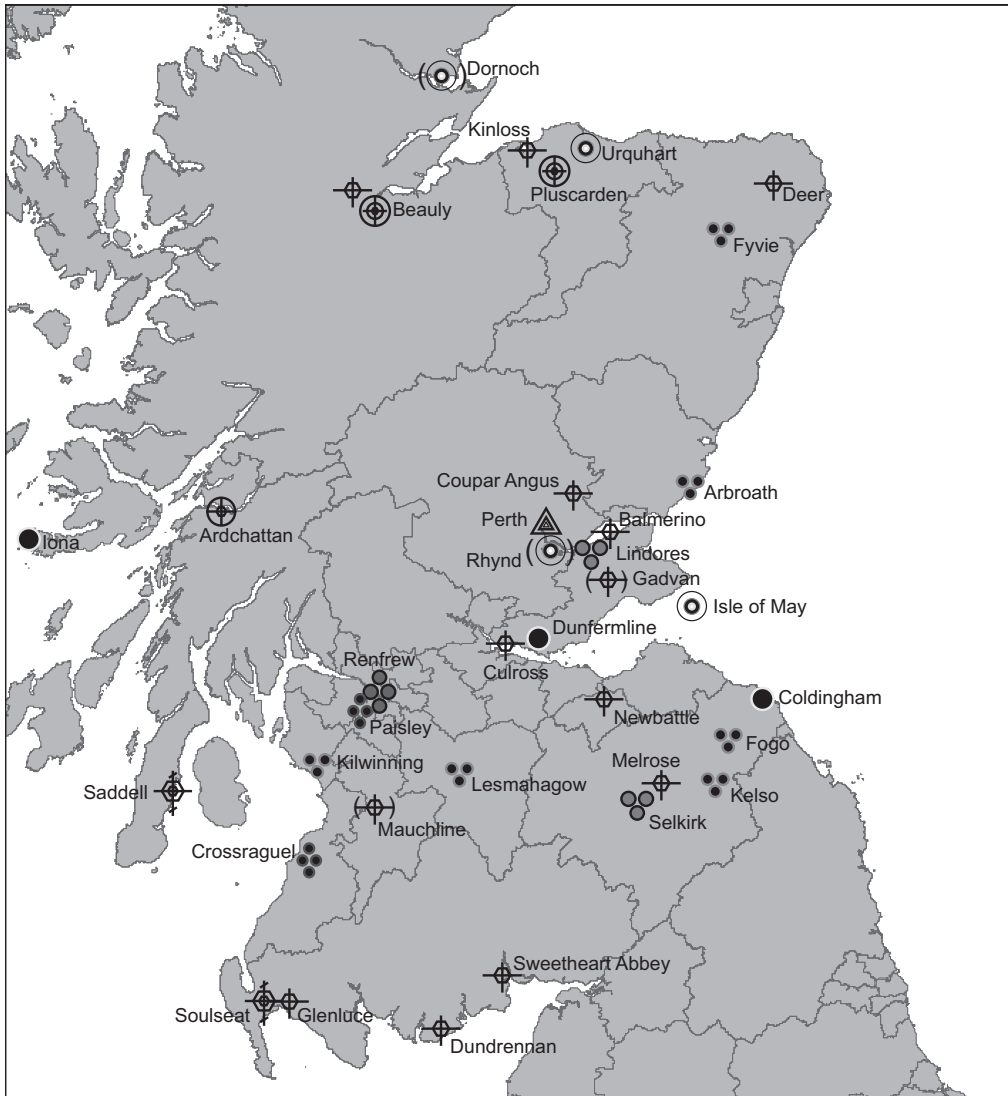 Dornoch
Kinloss
Urquhart
Pluscarden
Deer
Beauly
Fyvie
Coupar Angus
Arbroath
Perth
Balmerino
Ardchattan
Iona
Rhynd
Lindores
Gadvan
Isle of May
Dunfermline
Renfrew
Culross
Coldingham
Newbattle
Paisley
Fogo
Kilwinning
Melrose
Lesmahagow
Saddell
Kelso
Selkirk
Mauchline
Crossraguel
Sweetheart Abbey
Soulseat
Glenluce
Dundrennan